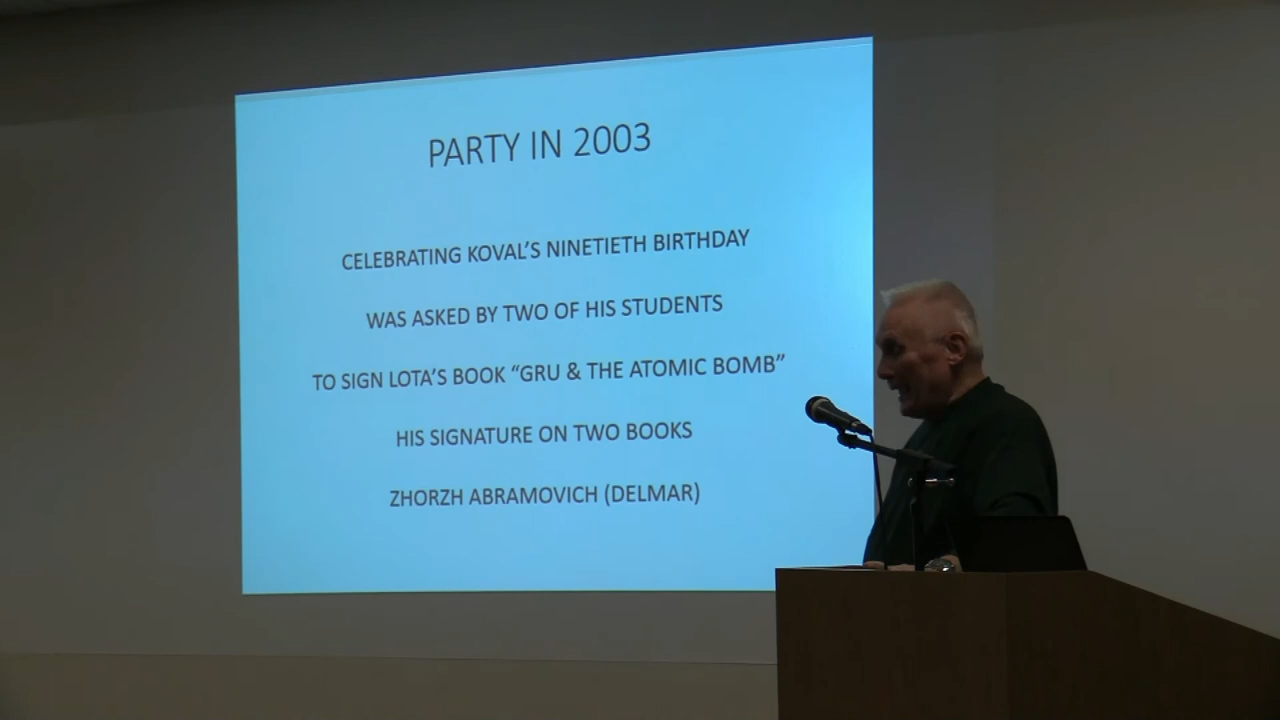 PARTY IN 2003
CELEBRATING KOVAL’S NINETIETH BIRTHDAY
WAS ASKED BY TWO OF HIS STUDENTS
TO SIGN LOTA’S BOOK “GRU & THE ATOMIC BOMB”
HIS SIGNATURE ON TWO BOOKS
ZHORZH ABRAMOVICH (DELMAR)